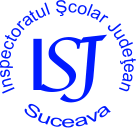 Inspectoratul Şcolar Judeţean
ISJ
Suceava